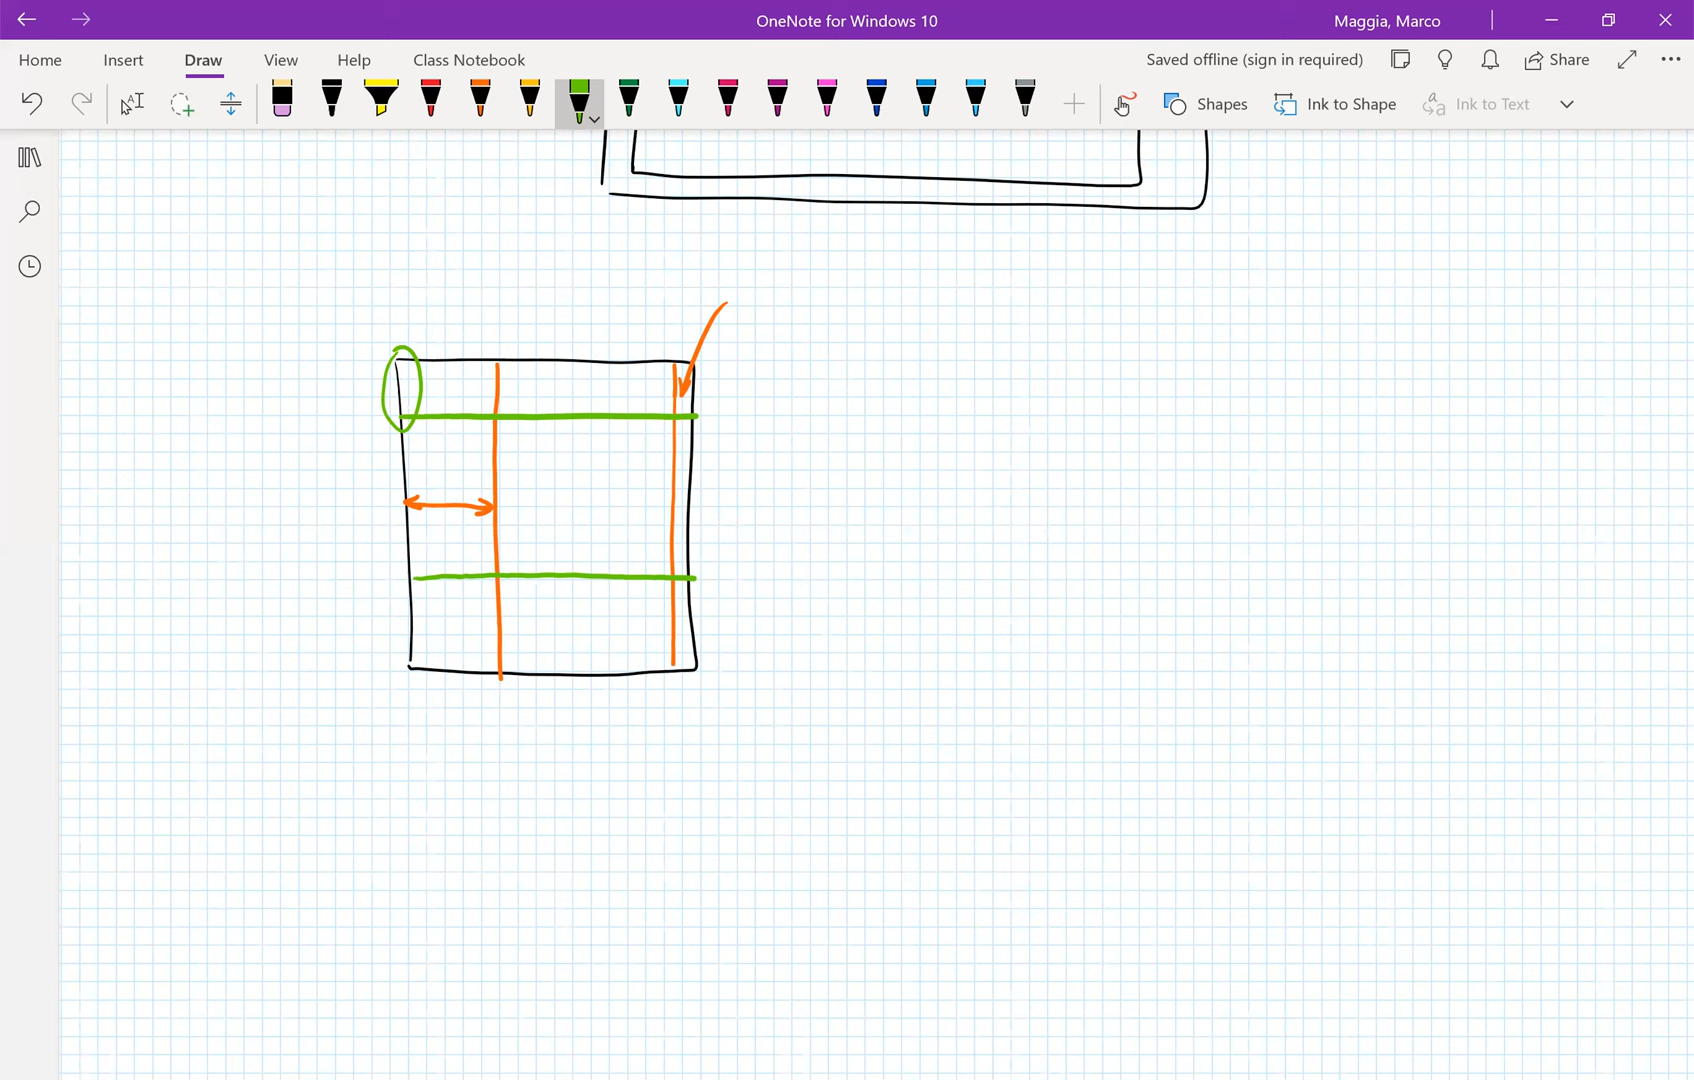 OneNote for Windows 10
Maggia, Marco
Home Insert Draw View Help Class Notebook
Saved offline (sign in required)
Share
AI
Shapes
Ink to Shape
Ink to Text